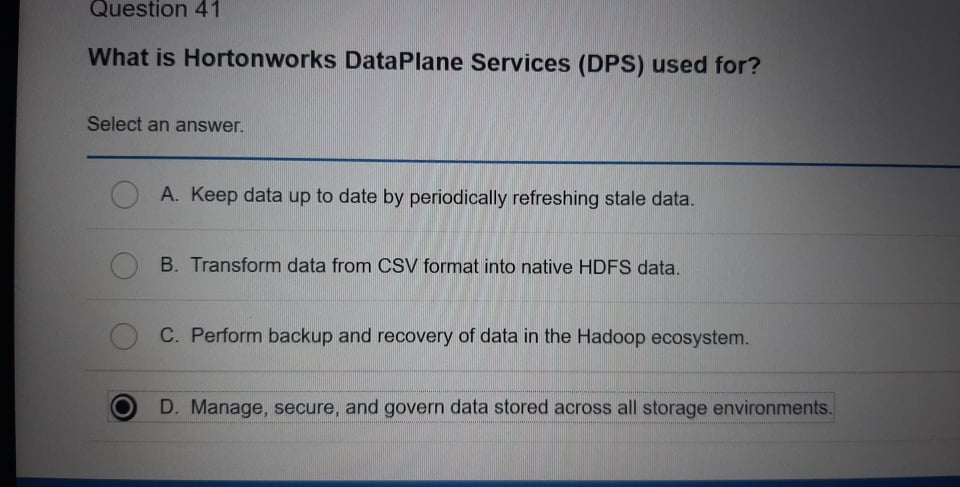 Question 41
What is Hortonworks DataPlane Services (DPS) used for?
Select an answer.
A. Keep data up to date by periodically refreshing stale data.
B. Transform data from CSV format into native HDFS data.
C. Perform backup and recovery of data in the Hadoop ecosystem.
D. Manage, secure, and govern data stored across all storage environments.